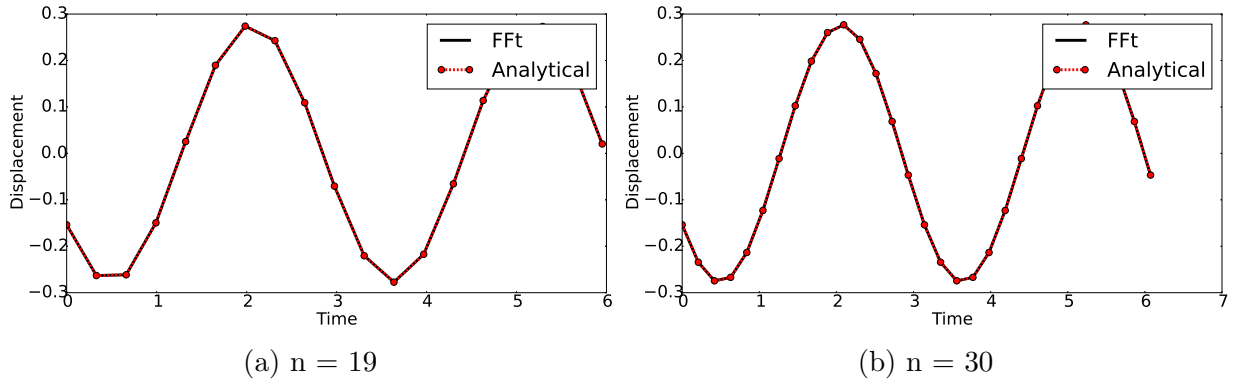 0.3
0.2
0.1
0.0
−0.1
−0.2
−0.3
Displacement
0 1 2 3 4 5 6
Time
FFt
Analytical
(a) n = 19
0.3
0.2
0.1
0.0
−0.1
−0.2
−0.3
Displacement
0 1 2 3 4 5 6 7
Time
FFt
Analytical
(b) n = 30